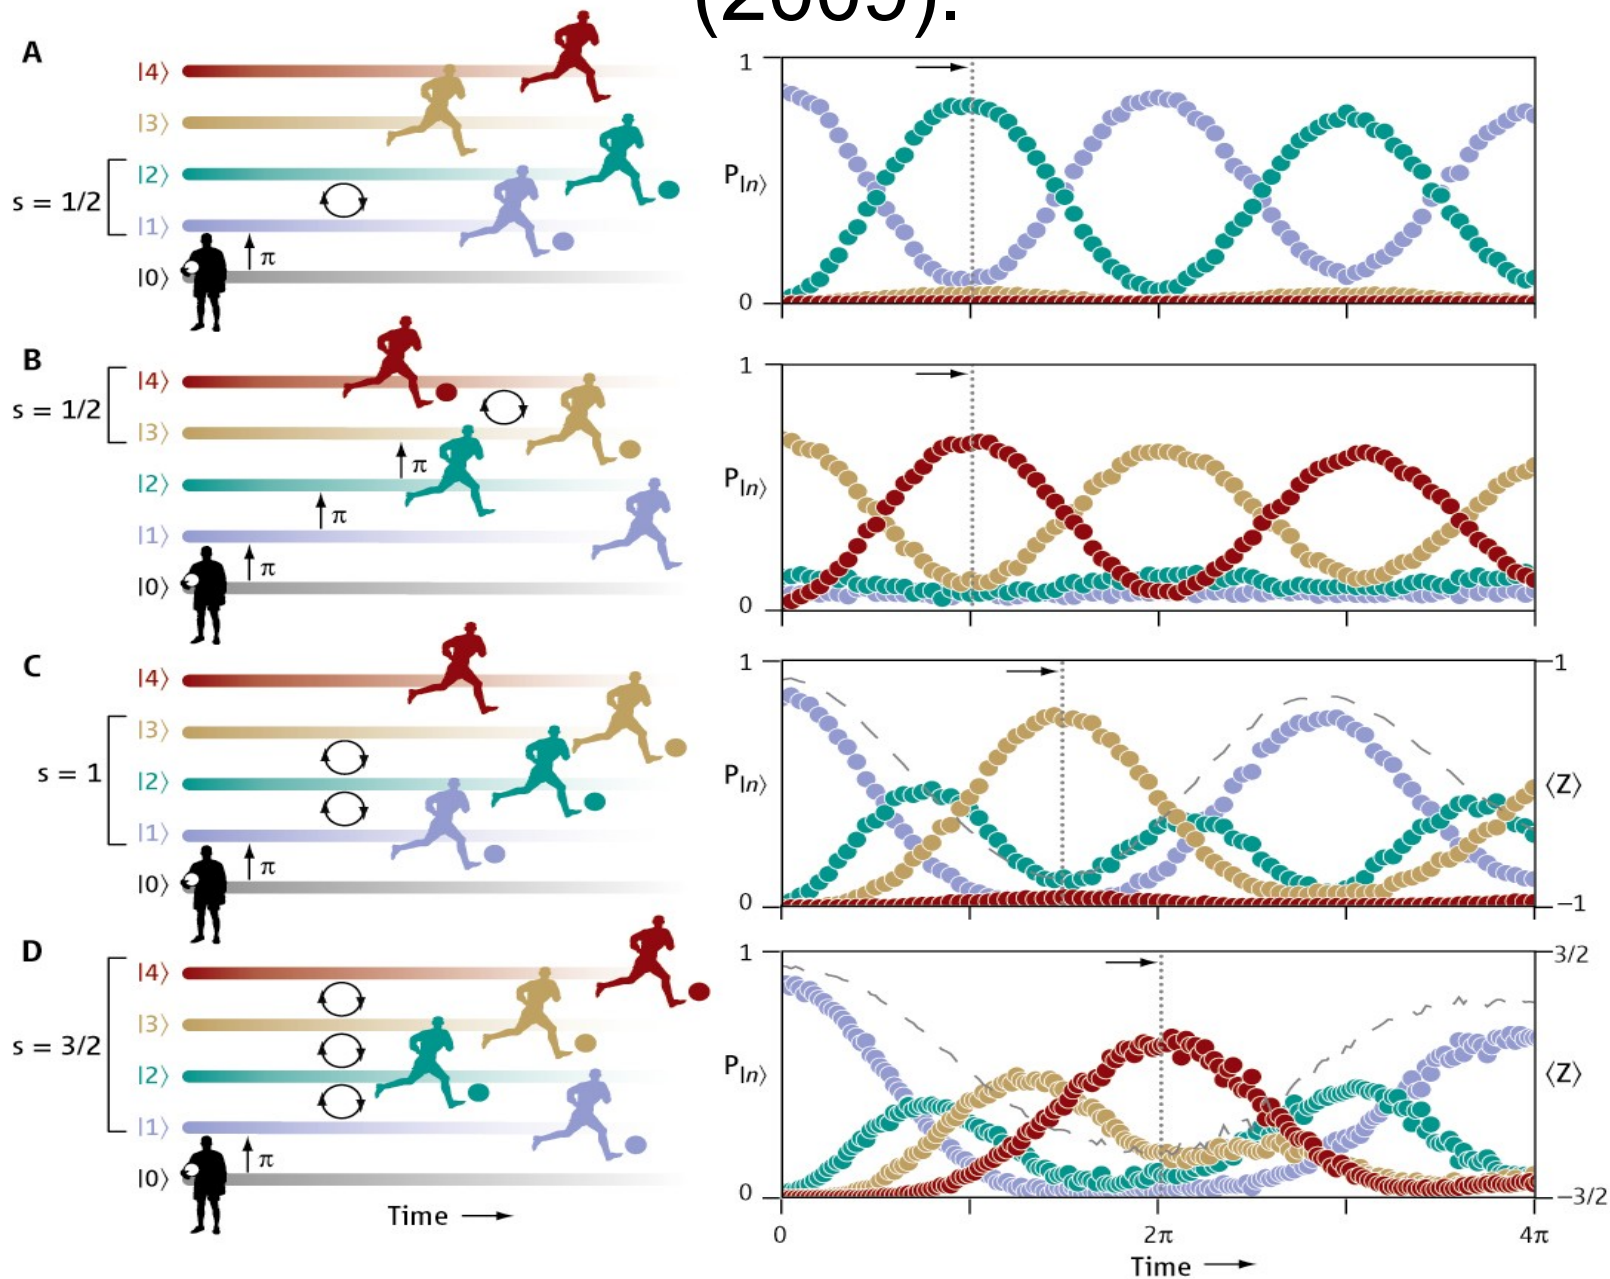 (2009).
A
|4⟩
|3⟩
|2⟩
s = 1/2
|1⟩
π
|0⟩
1
P|n⟩
0
B
|4⟩
s = 1/2
|3⟩
π
|2⟩
π
|1⟩
π
|0⟩
1
P|n⟩
0
C
|4⟩
|3⟩
s = 1
|2⟩
|1⟩
π
|0⟩
1
1
P|n⟩
⟨Z⟩
0
−1
D
|4⟩
|3⟩
s = 3/2
|2⟩
|1⟩
π
|0⟩
Time
1
3/2
P|n⟩
⟨Z⟩
0
−3/2
0
2π
4π
Time